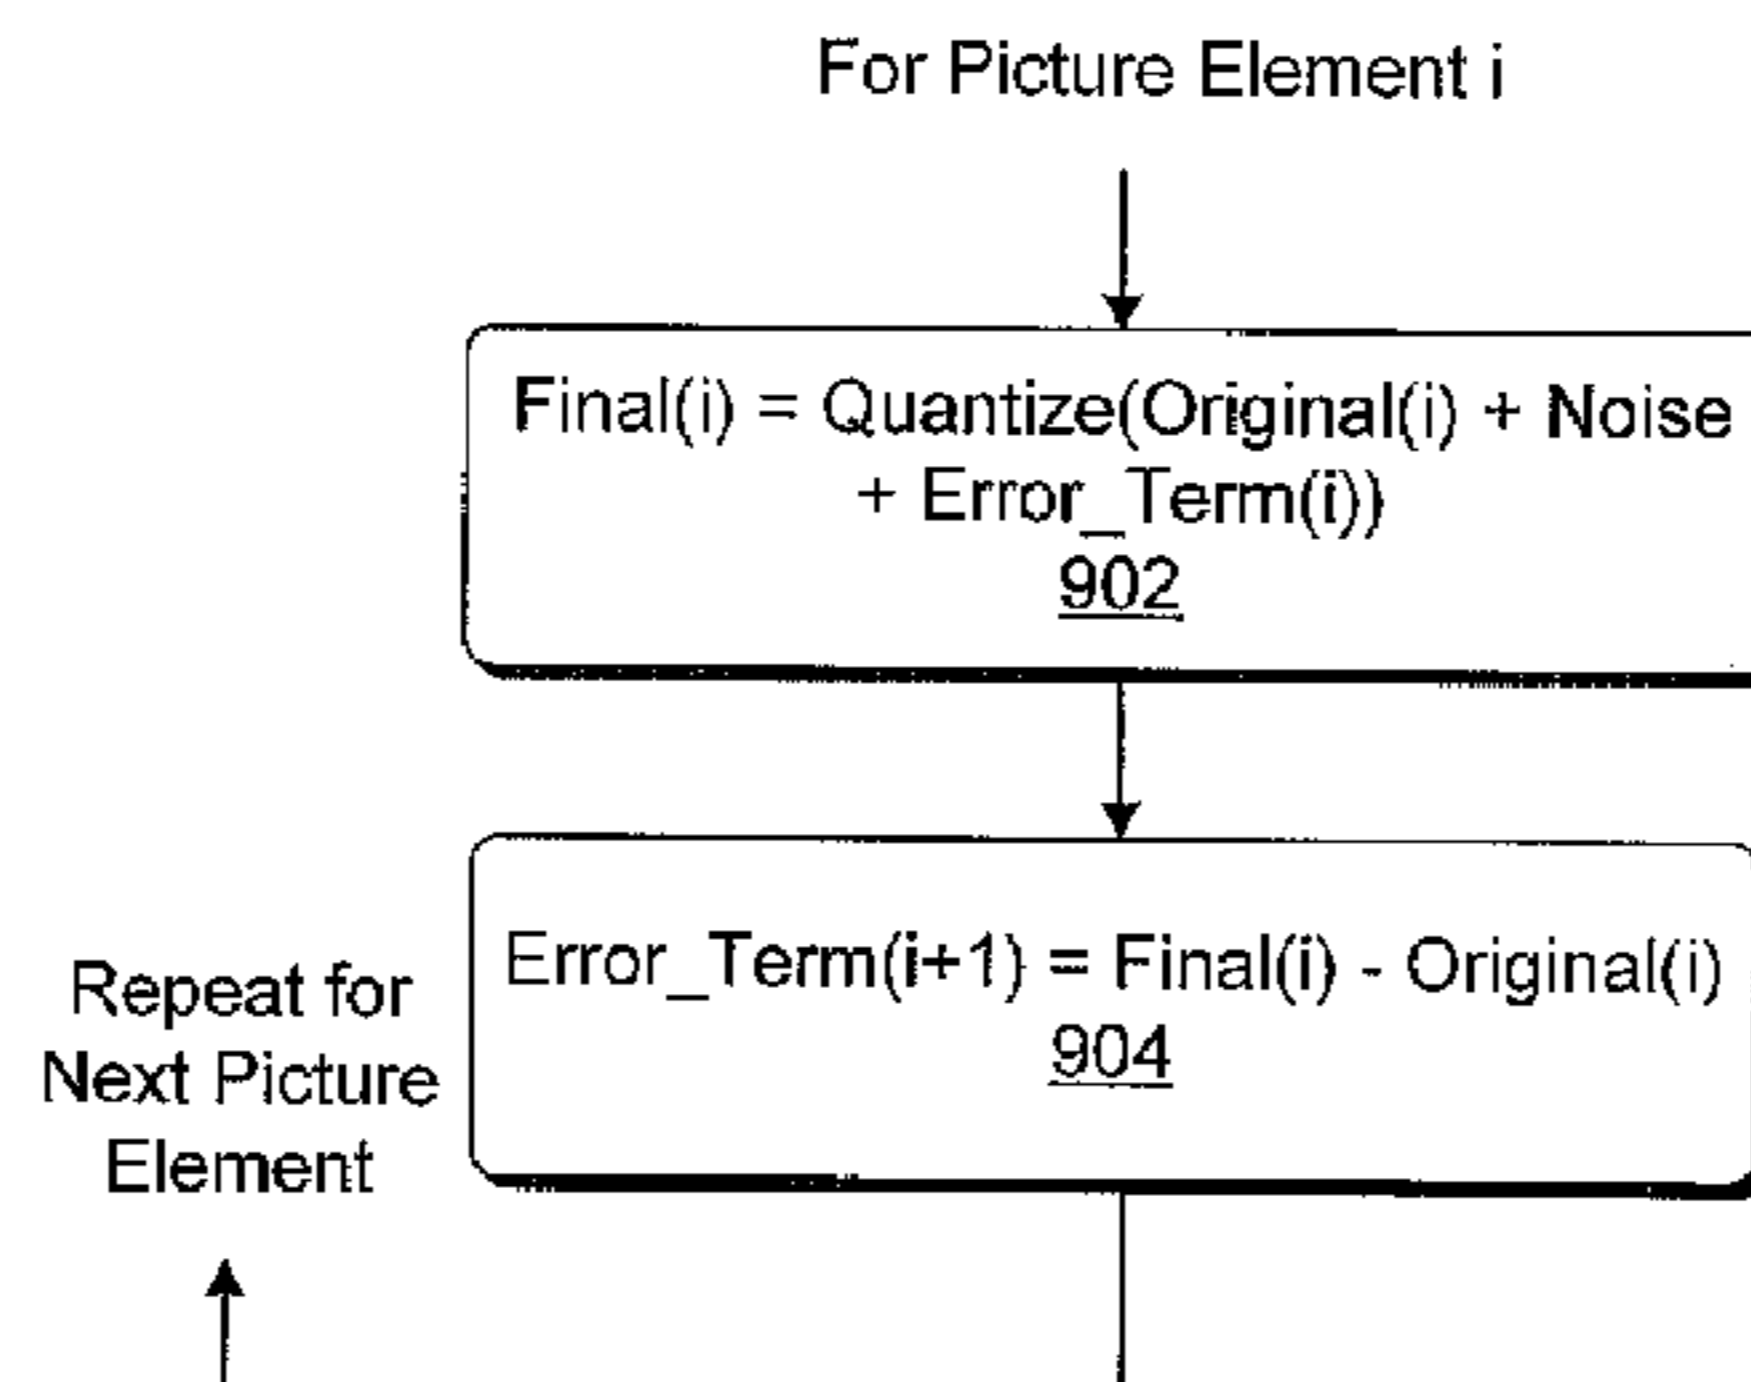 For Picture Element i
Final(i) = Quantize(Original(i) + Noise
+ Error_Term(i))
902
Error_Term(i+1) = Final(i) - Original(i)
904
Repeat for
Next Picture
Element